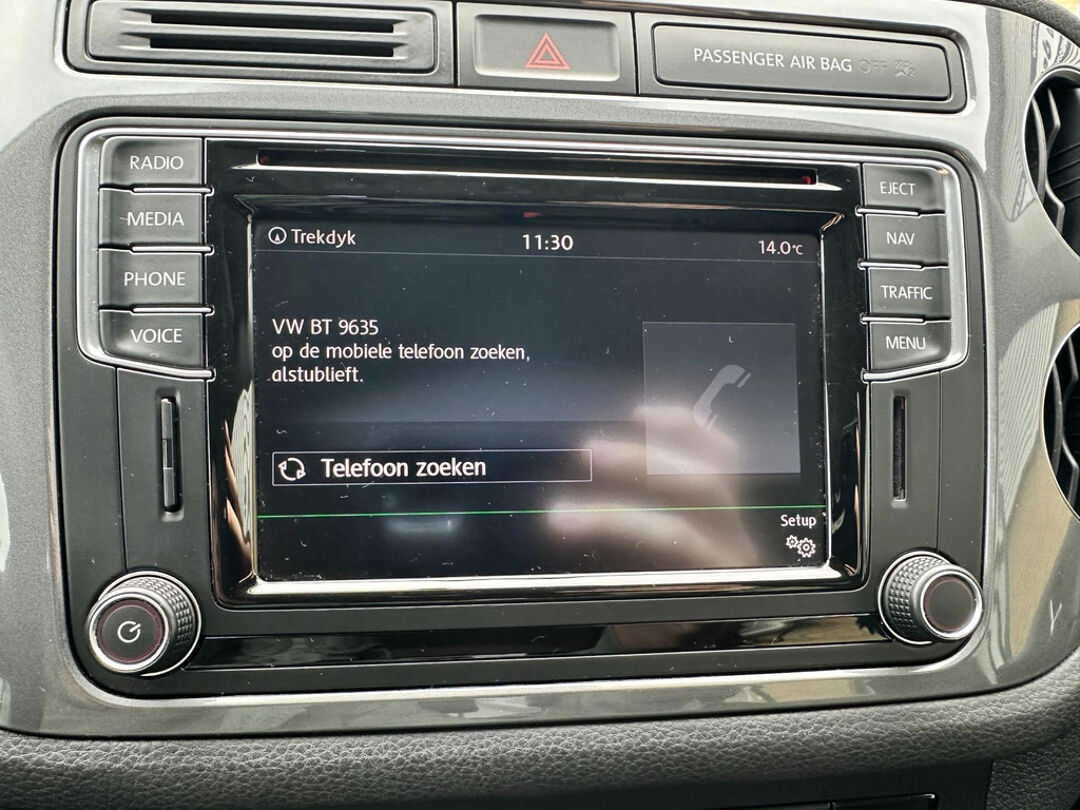 PASSENGER AIR BAG OFF
RADIO
MEDIA
PHONE
VOICE
EJECT
NAV
TRAFFIC
MENU
Trekdyk
11:30
14.0°C
VW BT 9635
op de mobiele telefoon zoeken,
alstublieft.
Telefoon zoeken
Setup